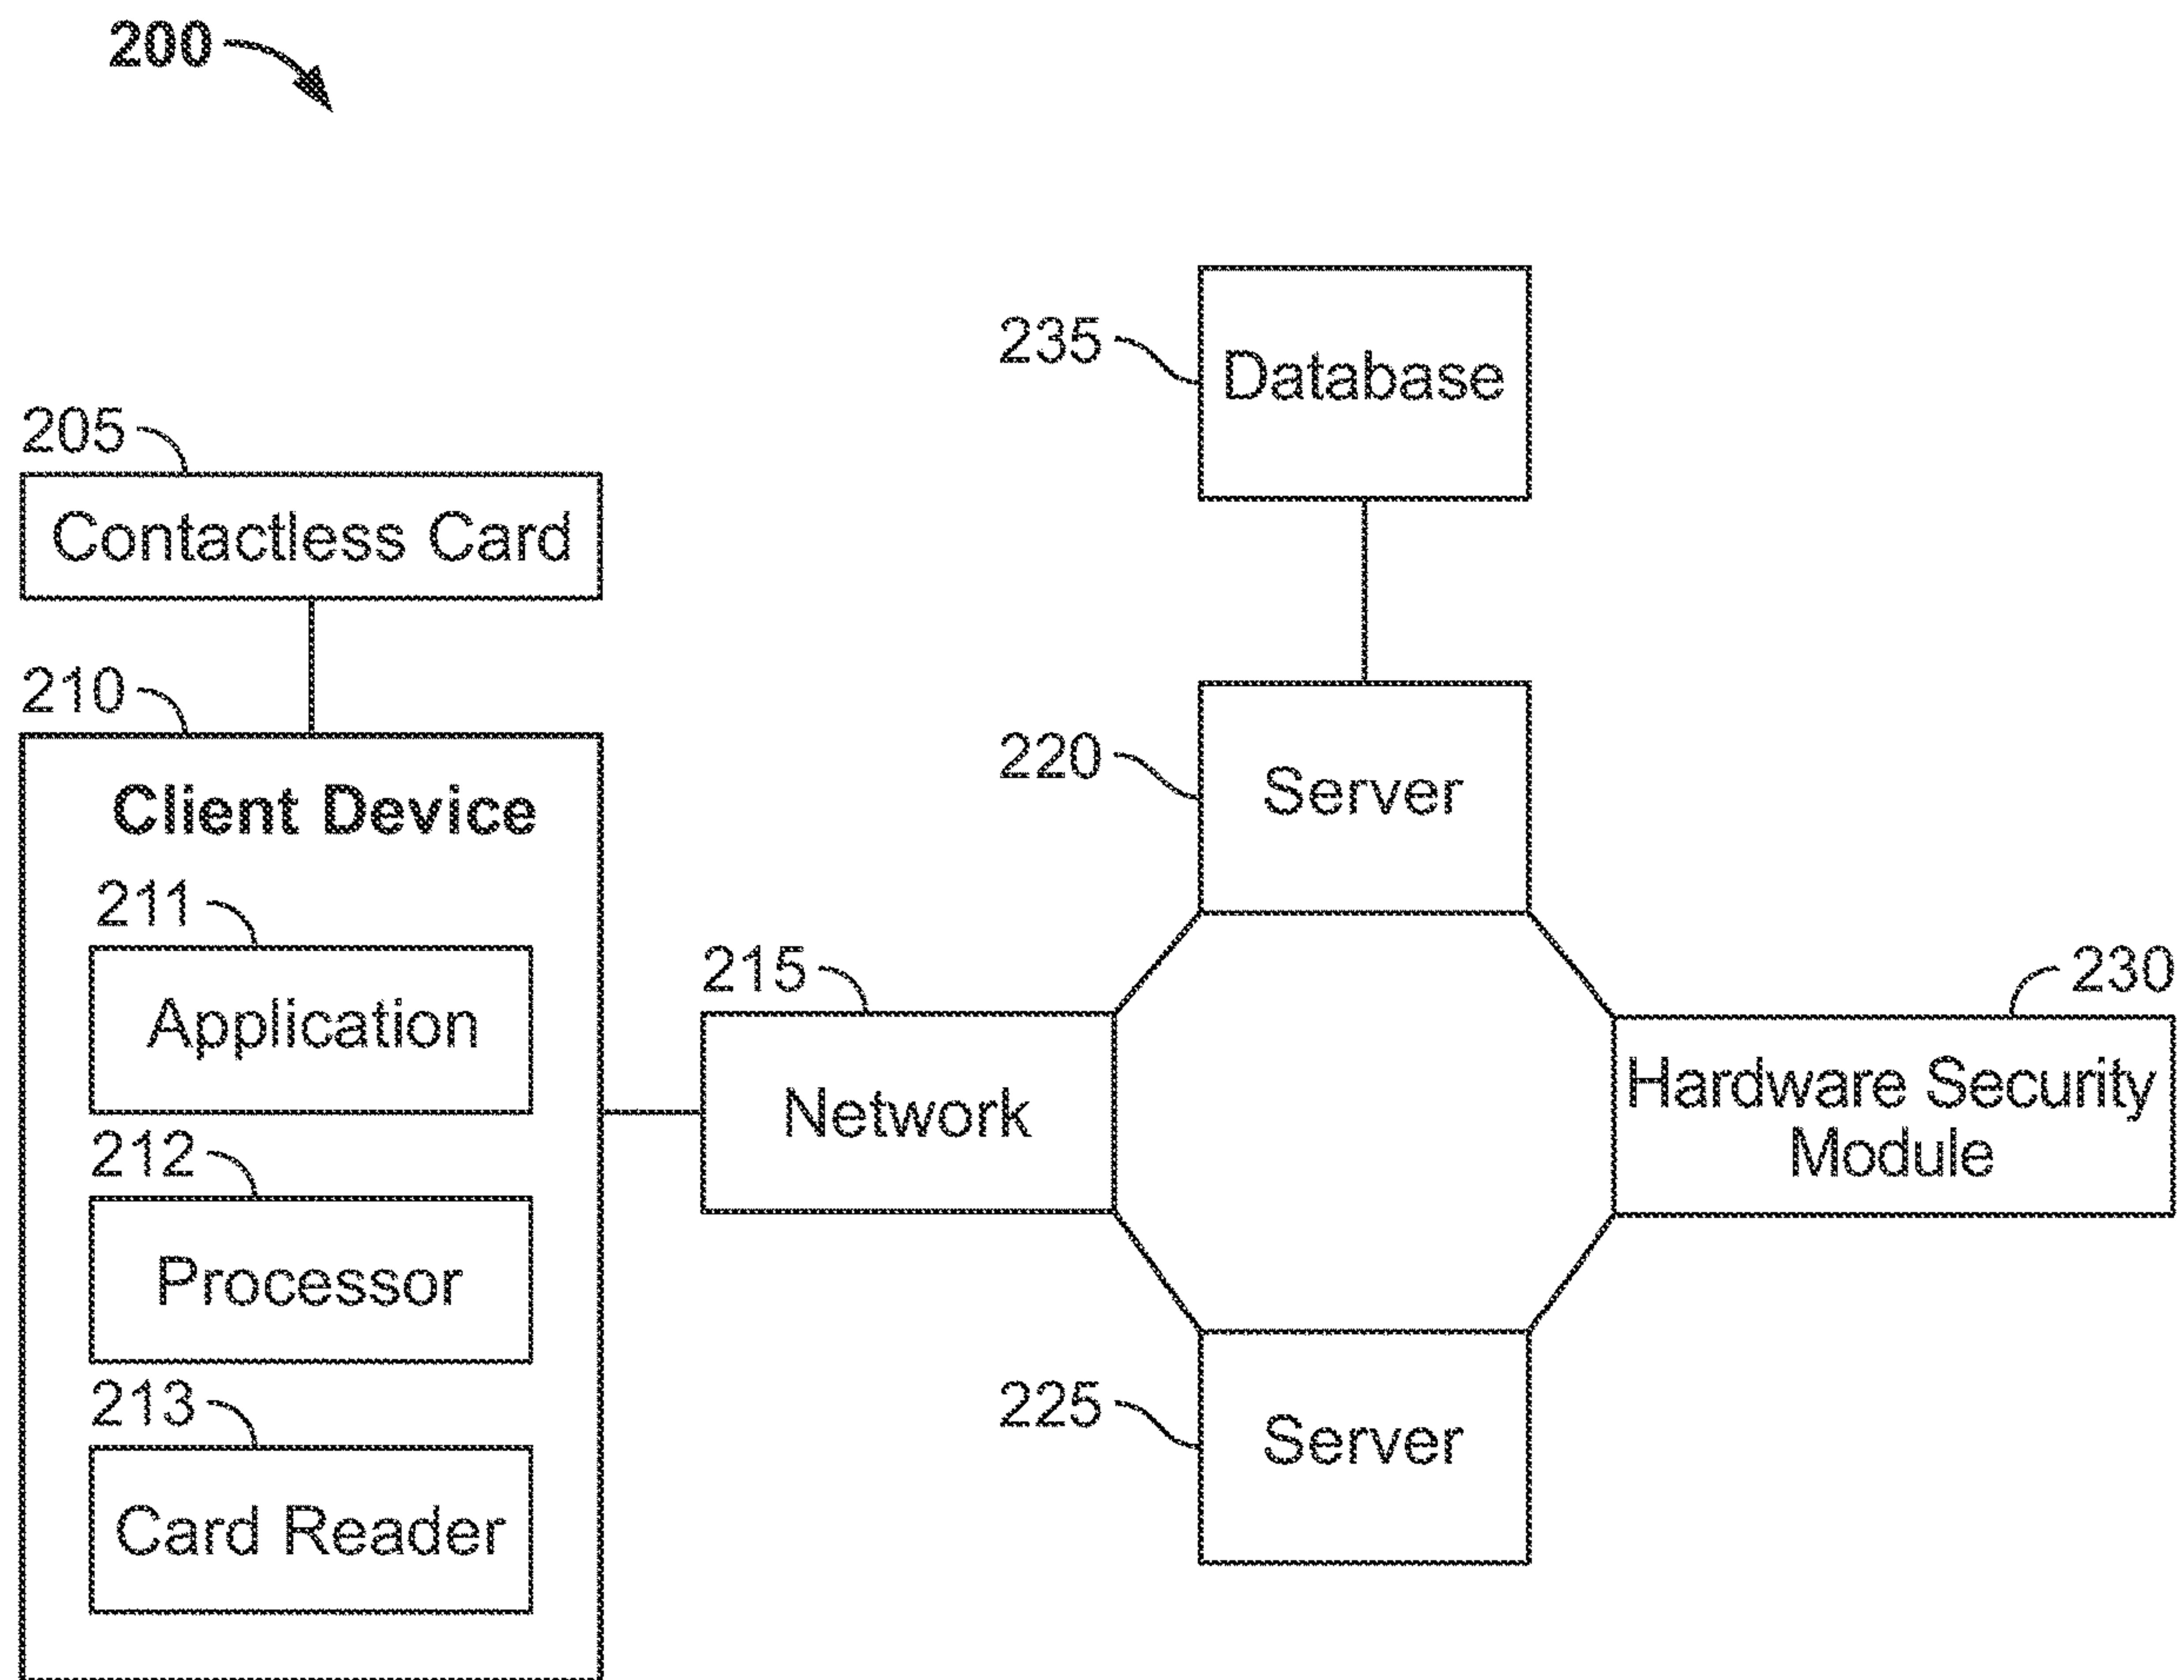 200
235
Database
205
Contactless Card
210
Client Device
220
Server
211
Application
215
Network
230
Hardware Security
Module
212
Processor
213
Card Reader
225
Server